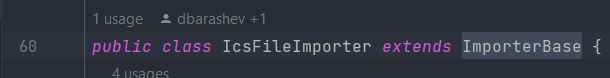 1 usage dbarashev +1
60 public class IcsFileImporter extends ImporterBase {
4 usages